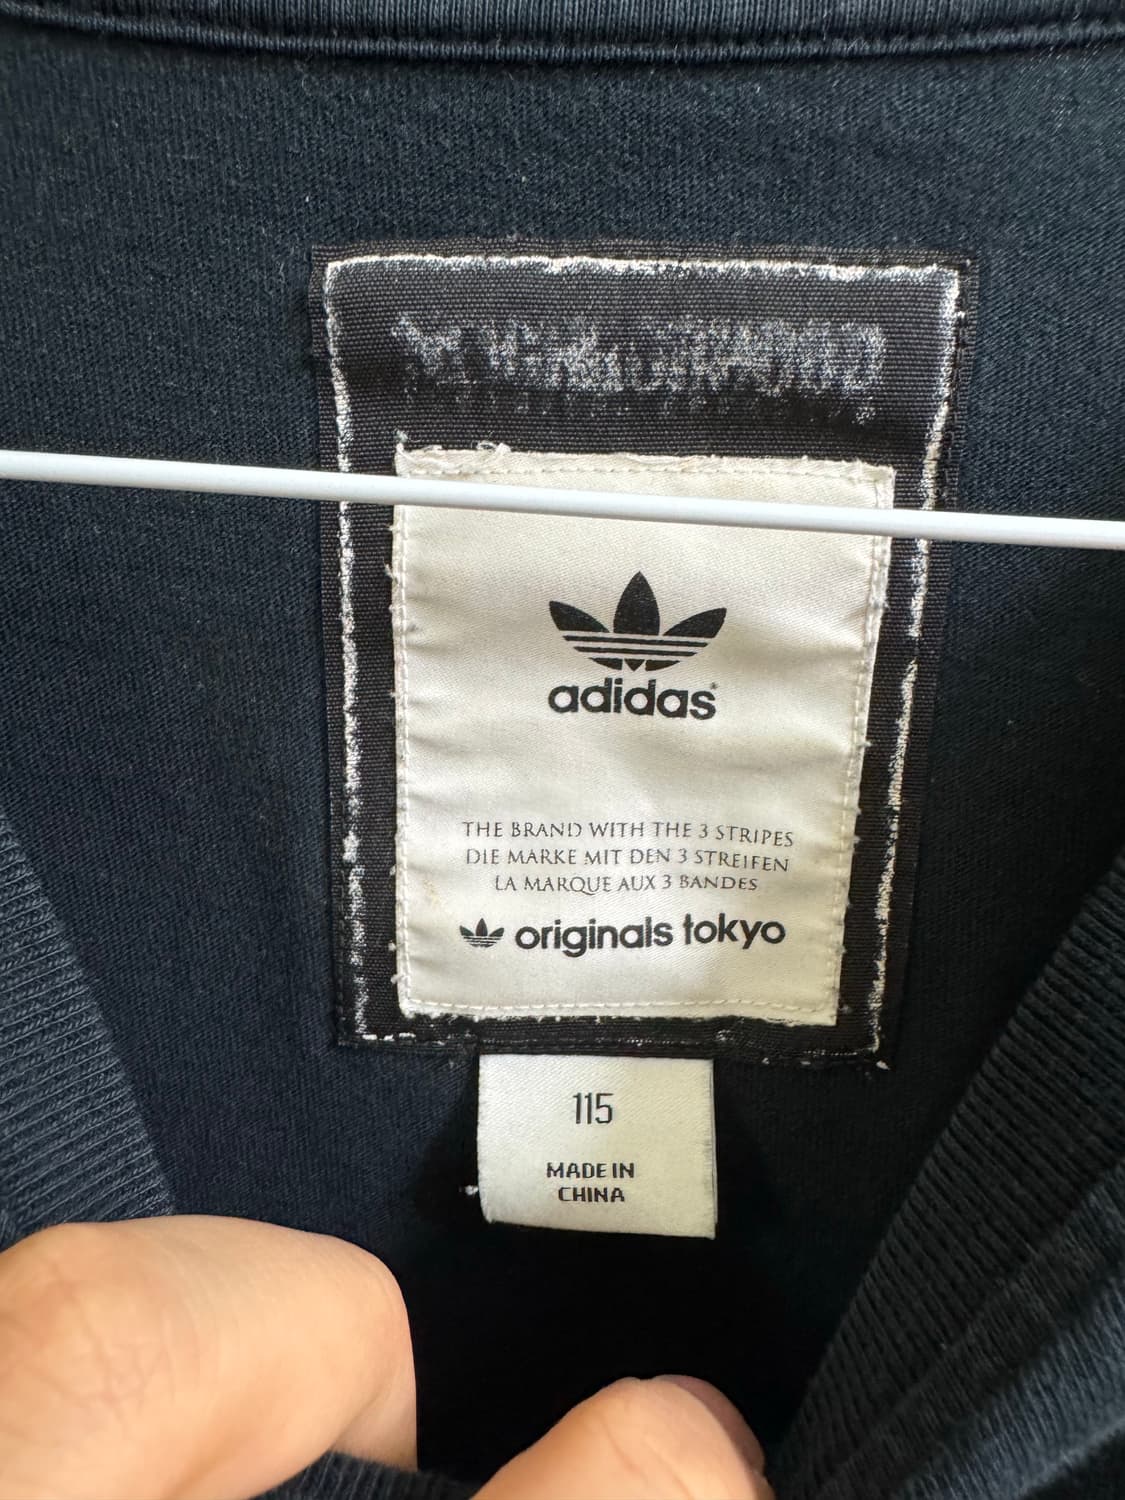 adidas®
THE BRAND WITH THE 3 STRIPES
DIE MARKE MIT DEN 3 STREIFEN
LA MARQUE AUX 3 BANDES
originals tokyo
115
MADE IN
CHINA